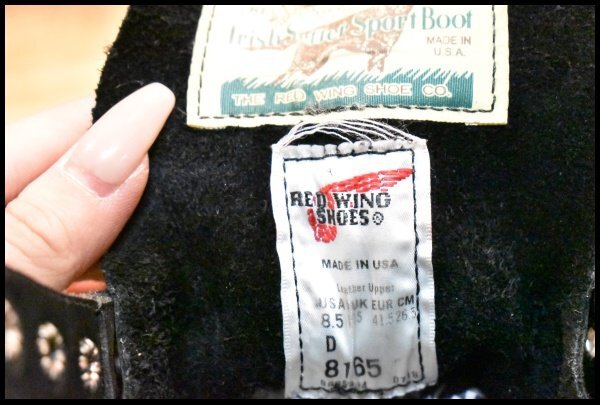 Irish Setter Sport Boot
MADE IN
U.S.A.
THE RED WING SHOE CO.
RED WING
SHOES®
MADE IN USA
Leather Upper
USA UK EUR CM
8.5 41.5 26.5
D
8165